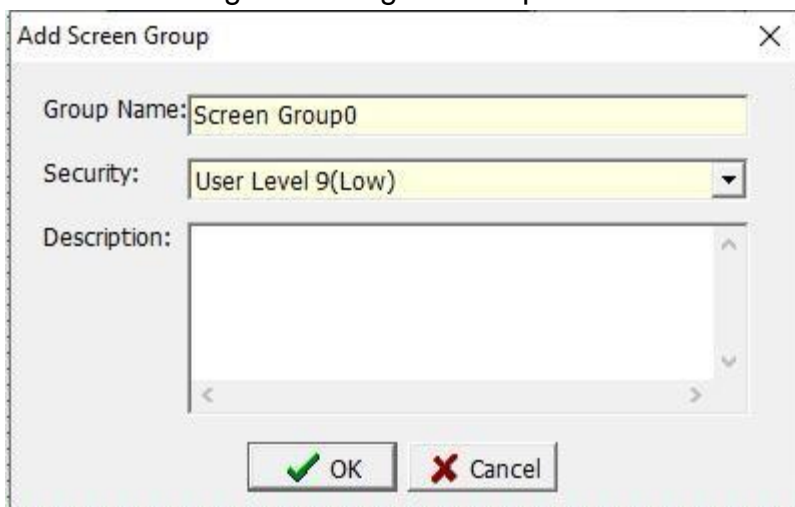 Add Screen Group
Group Name: Screen Group0
Security: User Level 9(Low)
Description:
OK Cancel